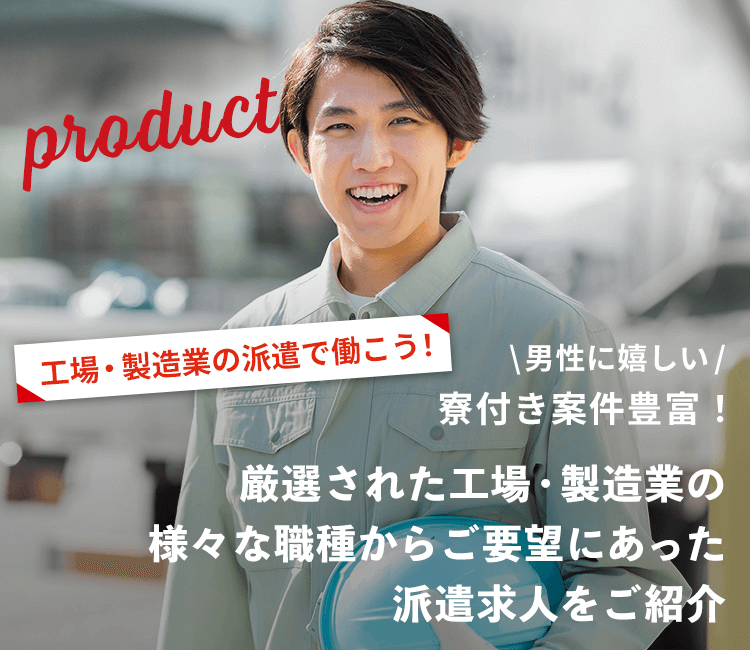 product
工場・製造業の派遣で働こう！
\ 男性に嬉しい /
寮付き案件豊富！
厳選された工場・製造業の
様々な職種からご要望にあった
派遣求人をご紹介